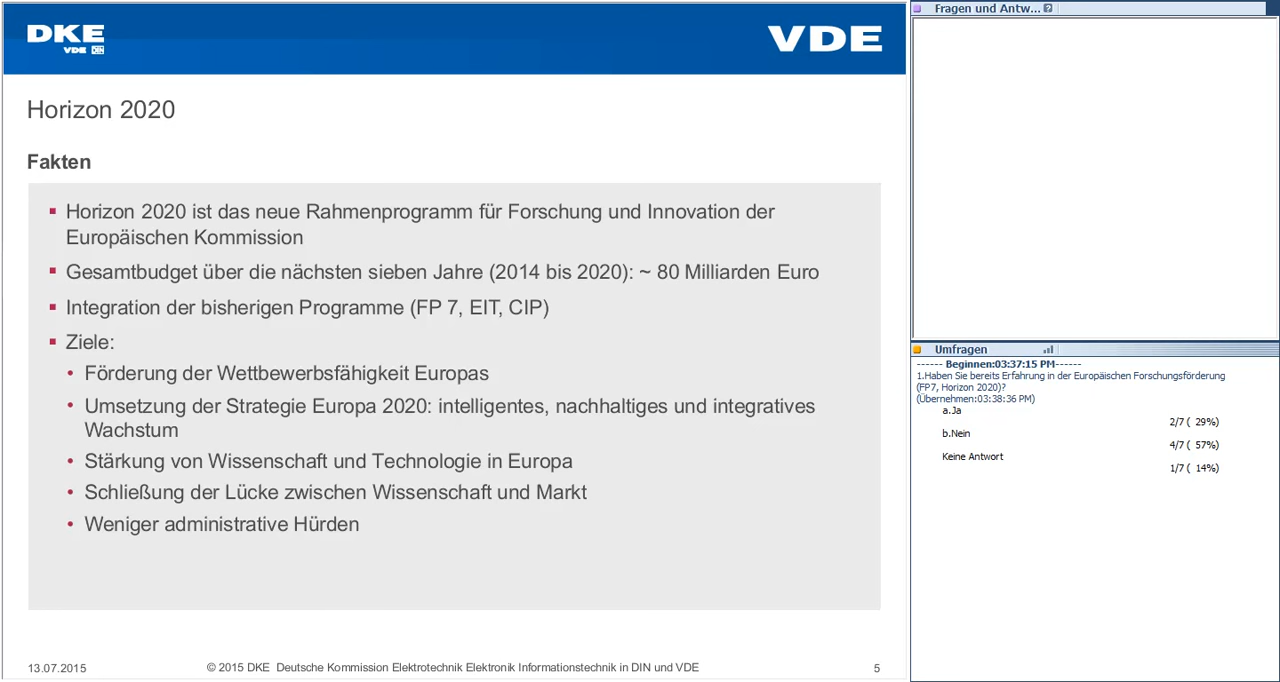 DKE
VDE DIN
VDE
Horizon 2020
Fakten
Horizon 2020 ist das neue Rahmenprogramm für Forschung und Innovation der
Europäischen Kommission
Gesamtbudget über die nächsten sieben Jahre (2014 bis 2020): ~ 80 Milliarden Euro
Integration der bisherigen Programme (FP 7, EIT, CIP)
Ziele:
Förderung der Wettbewerbsfähigkeit Europas
Umsetzung der Strategie Europa 2020: intelligentes, nachhaltiges und integratives
Wachstum
Stärkung von Wissenschaft und Technologie in Europa
Schließung der Lücke zwischen Wissenschaft und Markt
Weniger administrative Hürden
13.07.2015
© 2015 DKE Deutsche Kommission Elektrotechnik Elektronik Informationstechnik in DIN und VDE
5
Fragen und Antw...
Umfragen
------ Beginnen:03:37:15 PM------
1.Haben Sie bereits Erfahrung in der Europäischen Forschungsförderung
(FP7, Horizon 2020)?
(Übernehmen:03:38:36 PM)
a.Ja
2/7 ( 29%)
b.Nein
4/7 ( 57%)
Keine Antwort
1/7 ( 14%)